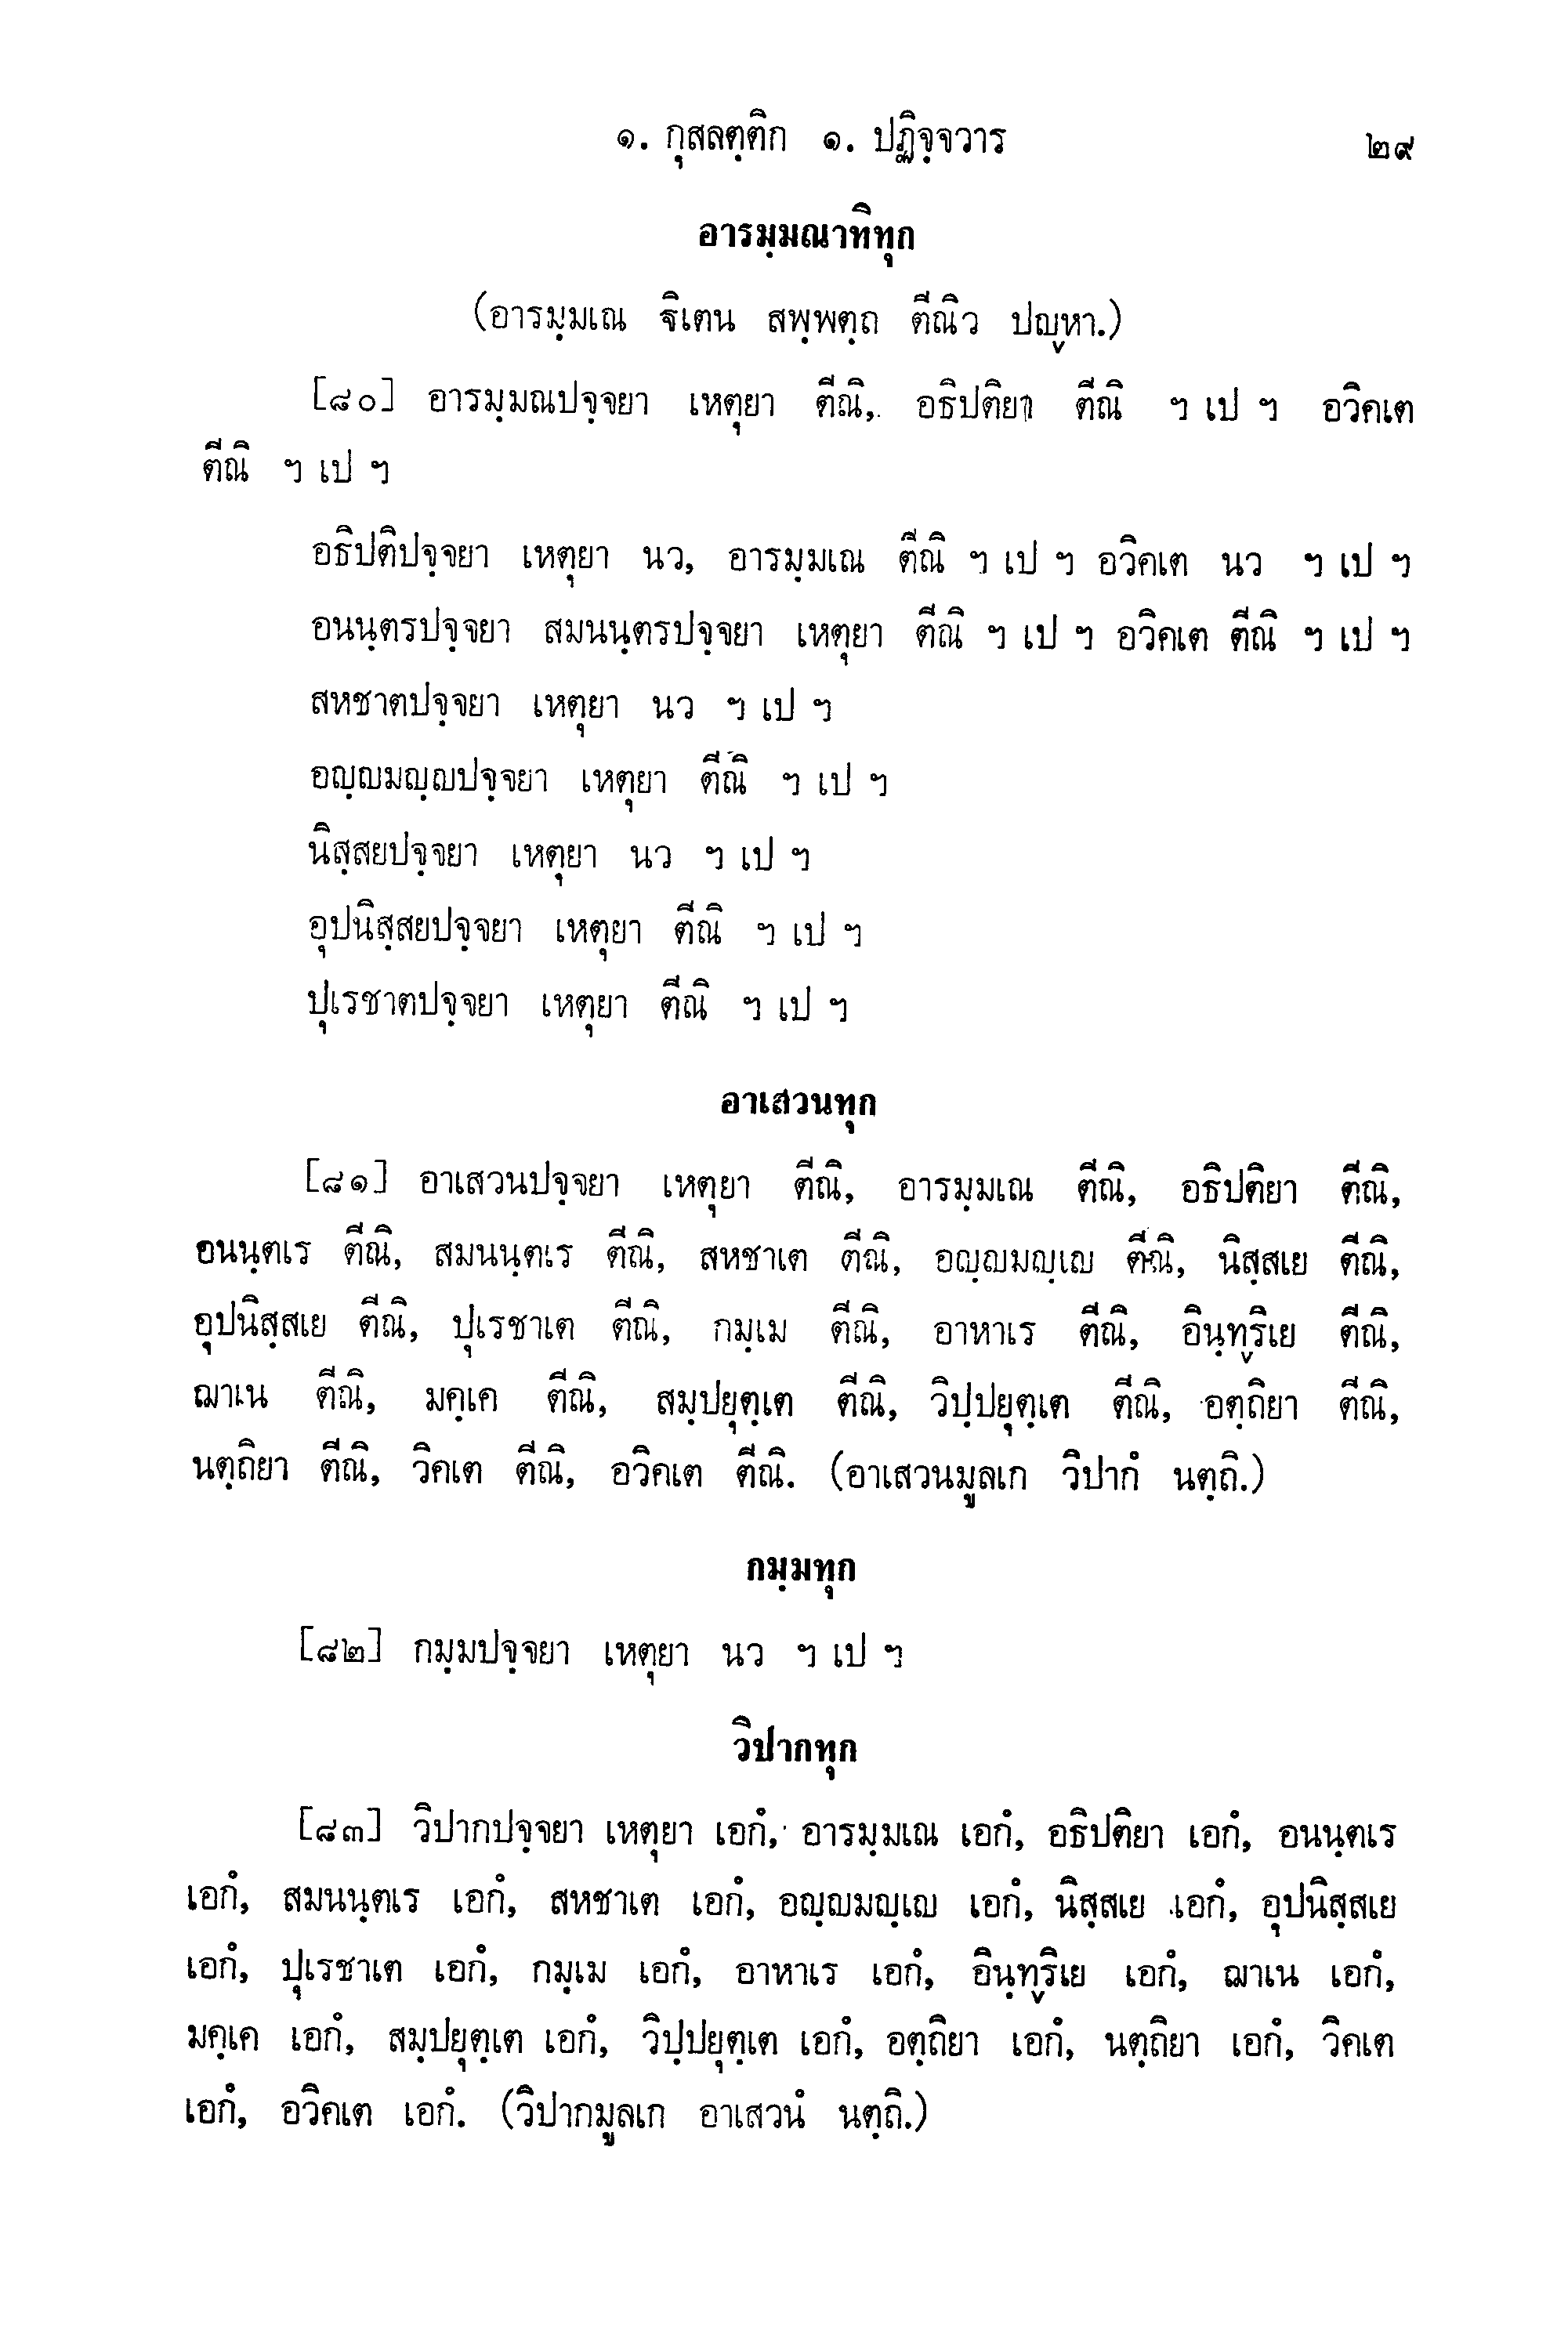 ๑. กุสลตฺติก ๑. ปฏิจฺจวาร ๒๙
อารมฺมณาทิทุก
(อารมฺมเณ ฐิเตน สพฺพตฺถ ตีณิว ปญฺหา.)
[๘๐] อารมฺมณปจฺจยา เหตุยา ตีณิ, อธิปติยา ตีณิ ฯ เป ฯ อวิคเต
ตีณิ ฯ เป ฯ
อธิปติปจฺจยา เหตุยา นว, อารมฺมเณ ตีณิ ฯ เป ฯ อวิคเต นว ฯ เป ฯ
อนนฺตรปจฺจยา สมนนฺตรปจฺจยา เหตุยา ตีณิ ฯ เป ฯ อวิคเต ตีณิ ฯ เป ฯ
สหชาตปจฺจยา เหตุยา นว ฯ เป ฯ
อญฺญมญฺญปจฺจยา เหตุยา ตีณิ ฯ เป ฯ
นิสฺสยปจฺจยา เหตุยา นว ฯ เป ฯ
อุปนิสฺสยปจฺจยา เหตุยา ตีณิ ฯ เป ฯ
ปุเรชาตปจฺจยา เหตุยา ตีณิ ฯ เป ฯ
อาเสวนทุก
[๘๑] อาเสวนปจฺจยา เหตุยา ตีณิ, อารมฺมเณ ตีณิ, อธิปติยา ตีณิ,
อนนฺตเร ตีณิ, สมนนฺตเร ตีณิ, สหชาเต ตีณิ, อญฺญมญฺเญ ตีณิ, นิสฺสเย ตีณิ,
อุปนิสฺสเย ตีณิ, ปุเรชาเต ตีณิ, กมฺเม ตีณิ, อาหาเร ตีณิ, อินฺทฺริเย ตีณิ,
ฌาเน ตีณิ, มคฺเค ตีณิ, สมฺปยุตฺเต ตีณิ, วิปฺปยุตฺเต ตีณิ, อตฺถิยา ตีณิ,
นตฺถิยา ตีณิ, วิคเต ตีณิ, อวิคเต ตีณิ. (อาเสวนมูลเก วิปากํ นตฺถิ.)
กมฺมทุก
[๘๒] กมฺมปจฺจยา เหตุยา นว ฯ เป ฯ
วิปากทุก
[๘๓] วิปากปจฺจยา เหตุยา เอกํ, อารมฺมเณ เอกํ, อธิปติยา เอกํ, อนนฺตเร
เอกํ, สมนนฺตเร เอกํ, สหชาเต เอกํ, อญฺญมญฺเญ เอกํ, นิสฺสเย เอกํ, อุปนิสฺสเย
เอกํ, ปุเรชาเต เอกํ, กมฺเม เอกํ, อาหาเร เอกํ, อินฺทฺริเย เอกํ, ฌาเน เอกํ,
มคฺเค เอกํ, สมฺปยุตฺเต เอกํ, วิปฺปยุตฺเต เอกํ, อตฺถิยา เอกํ, นตฺถิยา เอกํ, วิคเต
เอกํ, อวิคเต เอกํ. (วิปากมูลเก อาเสวนํ นตฺถิ.)